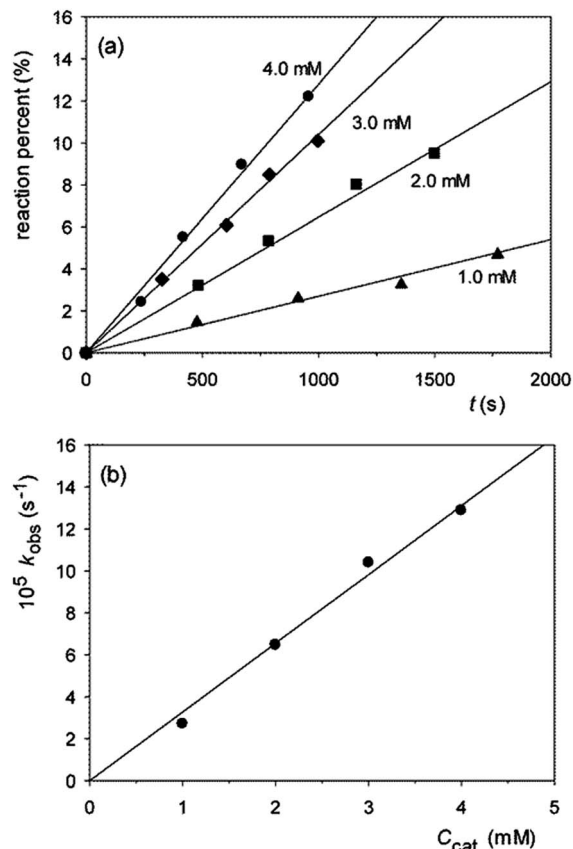 (a)
reaction percent (%)
16
14
12
10
8
6
4
2
0
4.0 mM
3.0 mM
2.0 mM
1.0 mM
0 500 1000 1500 2000
t (s)
(b)
10⁵ k_obs (s⁻¹)
16
14
12
10
8
6
4
2
0
0 1 2 3 4 5
C_cat (mM)